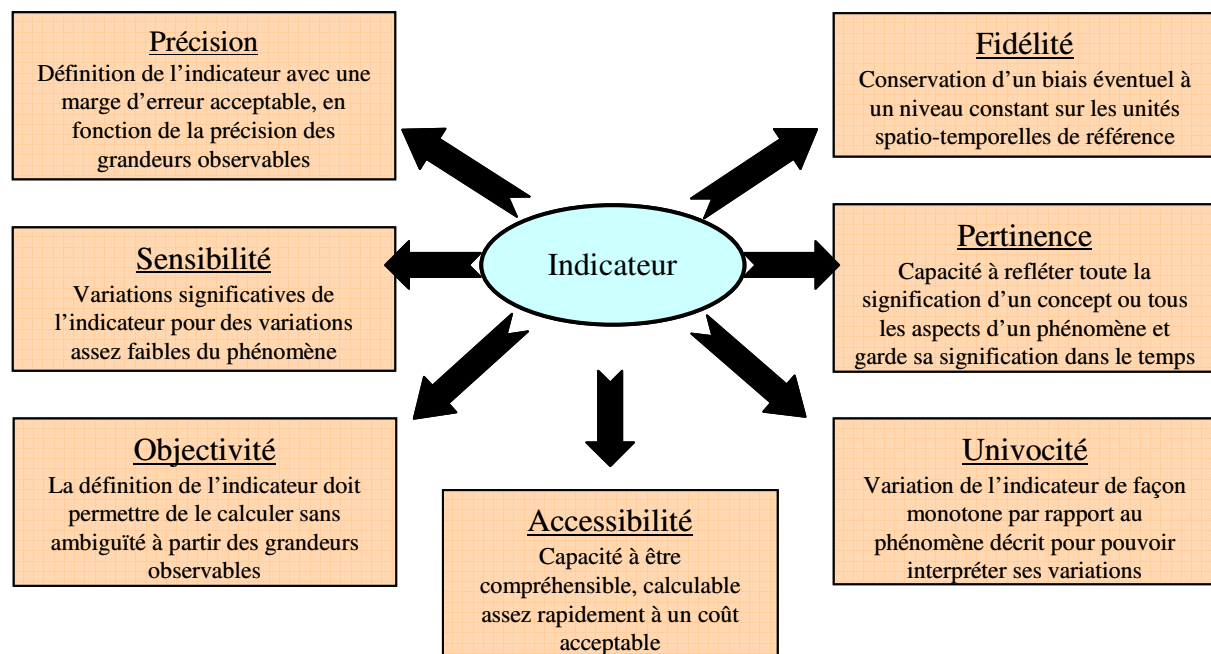 Précision
Définition de l’indicateur avec une
marge d’erreur acceptable, en
fonction de la précision des
grandeurs observables
Fidélité
Conservation d’un biais éventuel à
un niveau constant sur les unités
spatio-temporelles de référence
Sensibilité
Variations significatives de
l’indicateur pour des variations
assez faibles du phénomène
Indicateur
Pertinence
Capacité à refléter toute la
signification d’un concept ou tous
les aspects d’un phénomène et
garde sa signification dans le temps
Objectivité
La définition de l’indicateur doit
permettre de le calculer sans
ambiguïté à partir des grandeurs
observables
Accessibilité
Capacité à être
compréhensible, calculable
assez rapidement à un coût
acceptable
Univocité
Variation de l’indicateur de façon
monotone par rapport au
phénomène décrit pour pouvoir
interpréter ses variations